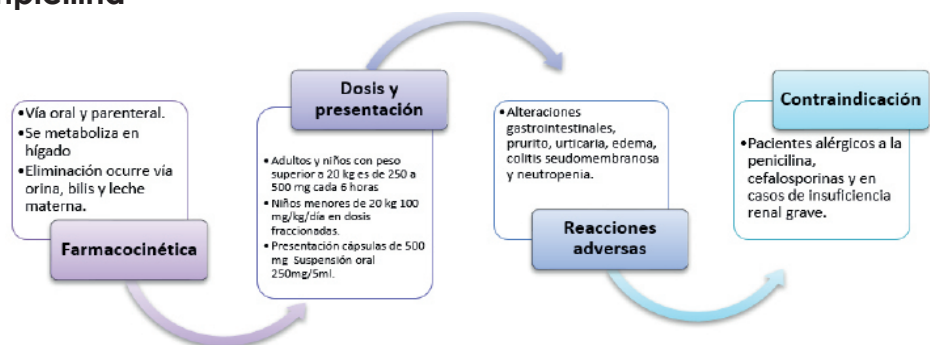 •Vía oral y parenteral.
•Se metaboliza en
hígado
•Eliminación ocurre vía
orina, bilis y leche
materna.
Farmacocinética
Dosis y
presentación
•Adultos y niños con peso
superior a 20 kg es de 250 a
500 mg cada 6 horas
•Niños menores de 20 kg 100
mg/kg/día en dosis
fraccionadas.
•Presentación cápsulas de 500
mg Suspensión oral
250mg/5ml.
•Alteraciones
gastrointestinales,
prurito, urticaria, edema,
colitis seudomembranosa
y neutropenia.
Reacciones
adversas
Contraindicación
•Pacientes alérgicos a la
penicilina,
cefalosporinas y en
casos de insuficiencia
renal grave.